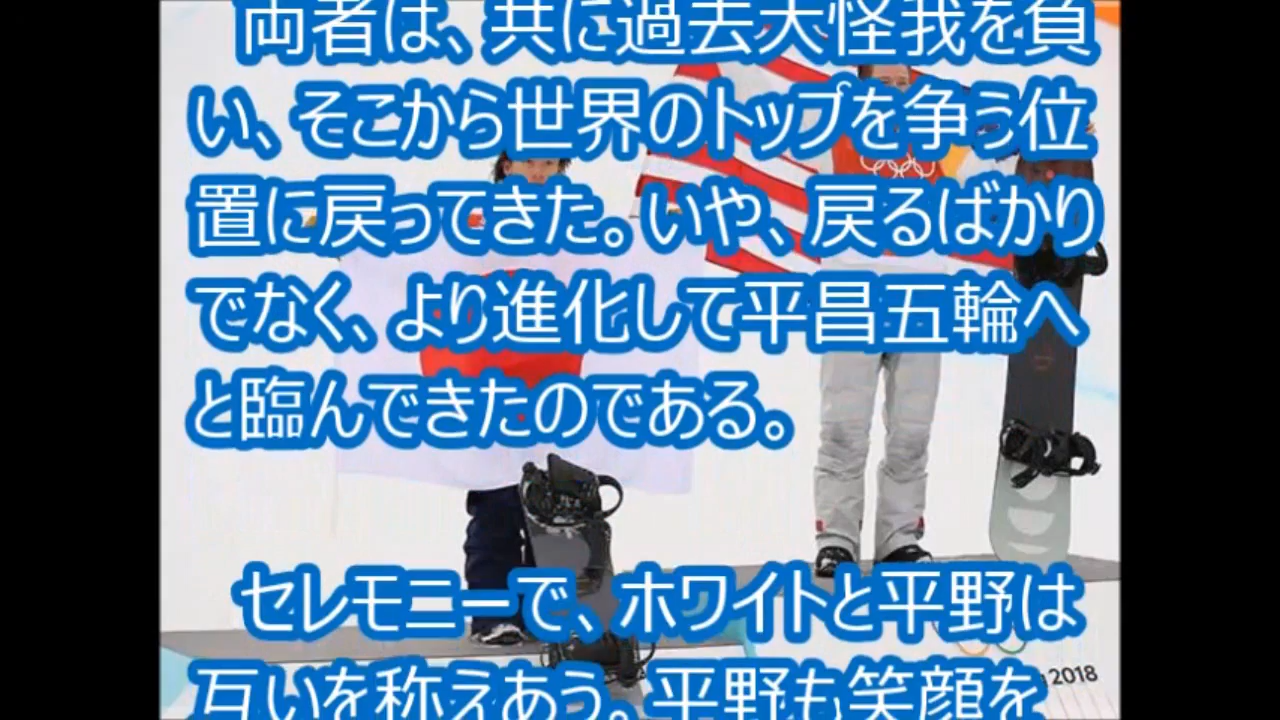 両者は、共に過去大怪我を負
い、そこから世界のトップを争う位
置に戻ってきた。いや、戻るばかり
でなく、より進化して平昌五輪へ
と臨んできたのである。
セレモニーで、ホワイトと平野は
互いを称えあう。平野も笑顔を
2018